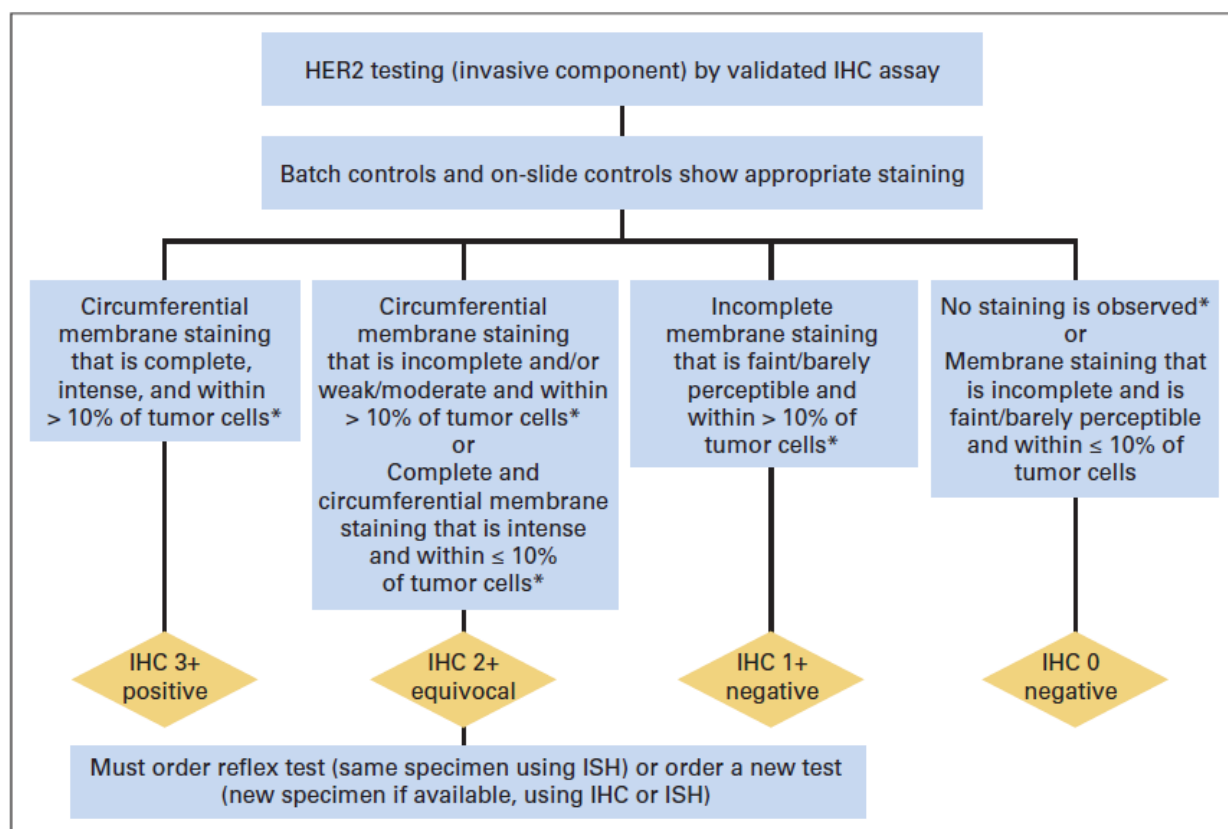 HER2 testing (invasive component) by validated IHC assay
Batch controls and on-slide controls show appropriate staining
Circumferential
membrane staining
that is complete,
intense, and within
> 10% of tumor cells*
Circumferential
membrane staining
that is incomplete and/or
weak/moderate and within
> 10% of tumor cells*
or
Complete and
circumferential membrane
staining that is intense
and within ≤ 10%
of tumor cells*
Incomplete
membrane staining
that is faint/barely
perceptible and
within > 10% of
tumor cells*
No staining is observed*
or
Membrane staining that
is incomplete and is
faint/barely perceptible
and within ≤ 10% of
tumor cells
IHC 3+
positive
IHC 2+
equivocal
IHC 1+
negative
IHC 0
negative
Must order reflex test (same specimen using ISH) or order a new test
(new specimen if available, using IHC or ISH)